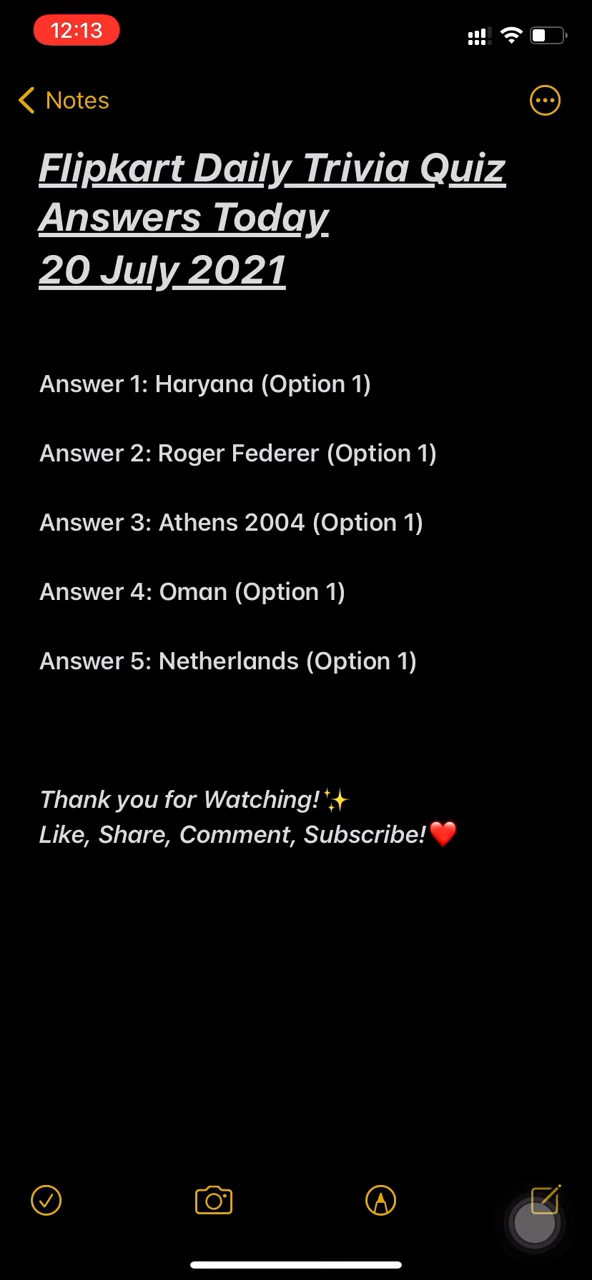 12:13
Notes
Flipkart Daily Trivia Quiz
Answers Today
20 July 2021
Answer 1: Haryana (Option 1)
Answer 2: Roger Federer (Option 1)
Answer 3: Athens 2004 (Option 1)
Answer 4: Oman (Option 1)
Answer 5: Netherlands (Option 1)
Thank you for Watching!✨
Like, Share, Comment, Subscribe!❤️